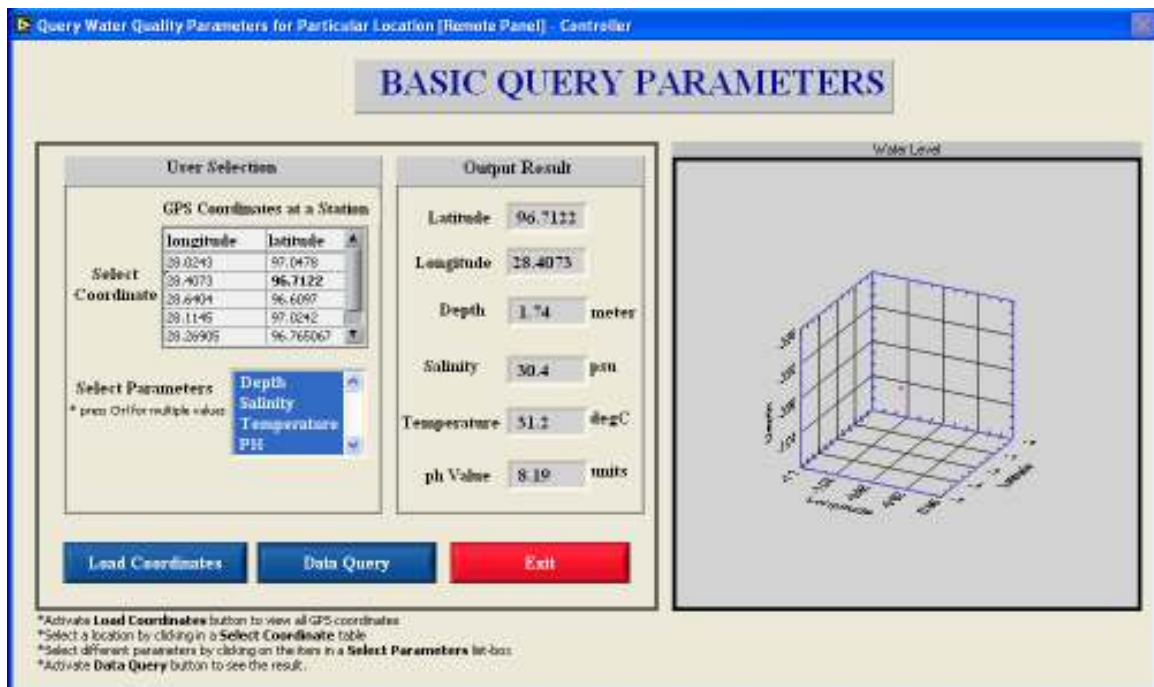 Query Water Quality Parameters for Particular Location [Remote Panel] - Controller
BASIC QUERY PARAMETERS
User Selection
GPS Coordinates at a Station
longitude latitude
28.0243 97.0478
28.4073 96.7122
28.6404 96.6097
28.1145 97.0242
28.26905 96.765067
Select
Coordinate
Select Parameters
* press Ctrl for multiple values
Depth
Salinity
Temperature
PH
Output Result
Latitude 96.7122
Longitude 28.4073
Depth 1.74 meter
Salinity 30.4 psu
Temperature 31.2 degC
ph Value 8.19 units
Load Coordinates
Data Query
Exit
Water Level
Longitude
*Activate Load Coordinates button to view all GPS coordinates
*Select a location by clicking in a Select Coordinate table
*Select different parameters by clicking on the item in a Select Parameters list-box
*Activate Data Query button to see the result.